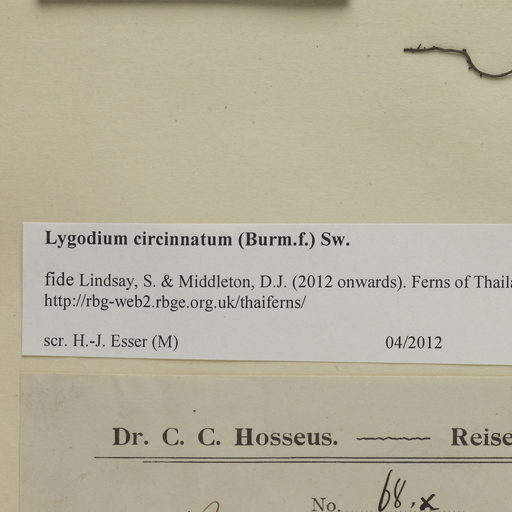 Lygodium circinnatum (Burm.f.) Sw.
fide Lindsay, S. & Middleton, D.J. (2012 onwards). Ferns of Thaila
http://rbg-web2.rbge.org.uk/thaiferns/
scr. H.-J. Esser (M) 04/2012
Dr. C. C. Hosseus. Reise
No. 68.x